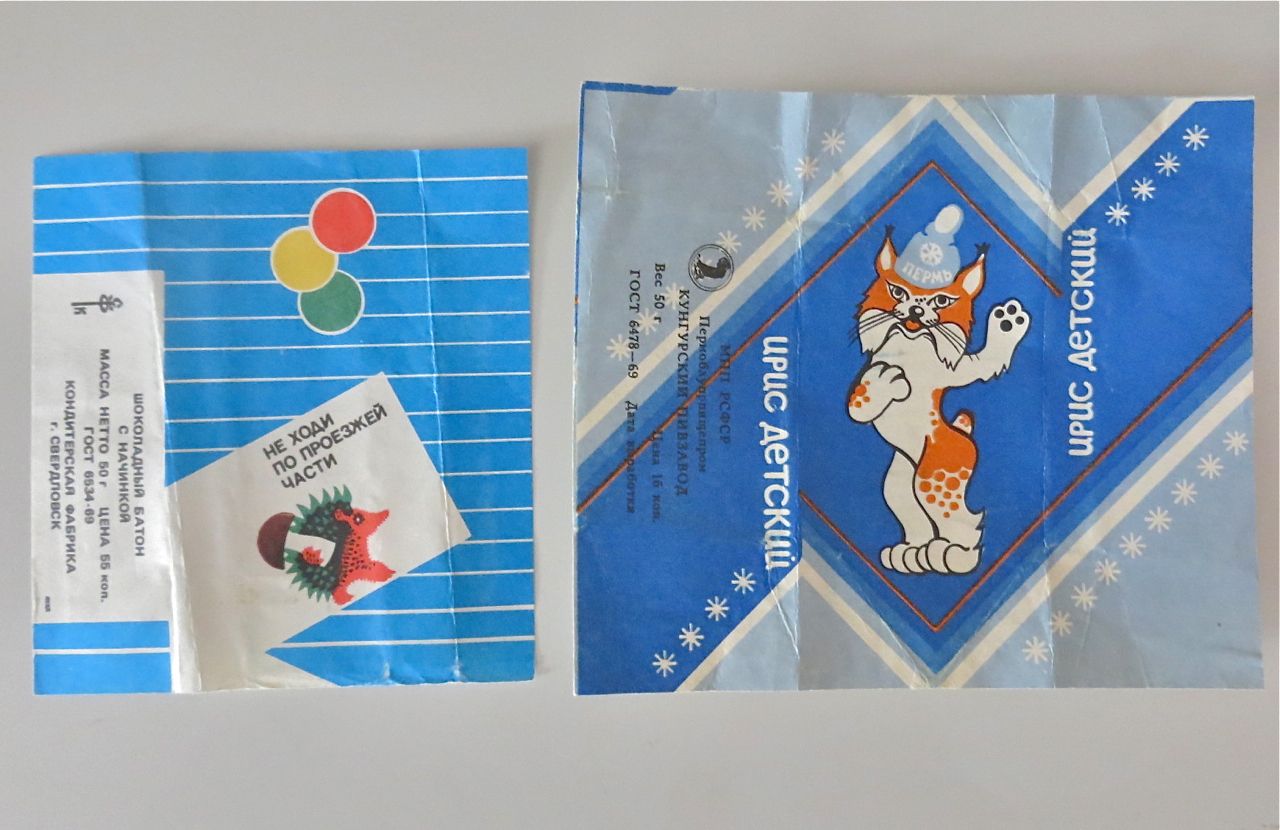 НЕ ХОДИ
ПО ПРОЕЗЖЕЙ
ЧАСТИ
К
ШОКОЛАДНЫЙ БАТОН
С НАЧИНКОЙ
МАССА НЕТТО 50 г ЦЕНА 55 коп.
ГОСТ 6534-69
КОНДИТЕРСКАЯ ФАБРИКА
г. СВЕРДЛОВСК
ПЕРМЬ
ИРИС ДЕТСКИЙ
ИРИС ДЕТСКИЙ
МПП РСФСР
Пермоблуправпищепром
КУНГУРСКИЙ ПИВЗАВОД
Вес 50 г. Цена 16 коп.
ГОСТ 6478—69 Дата выработки